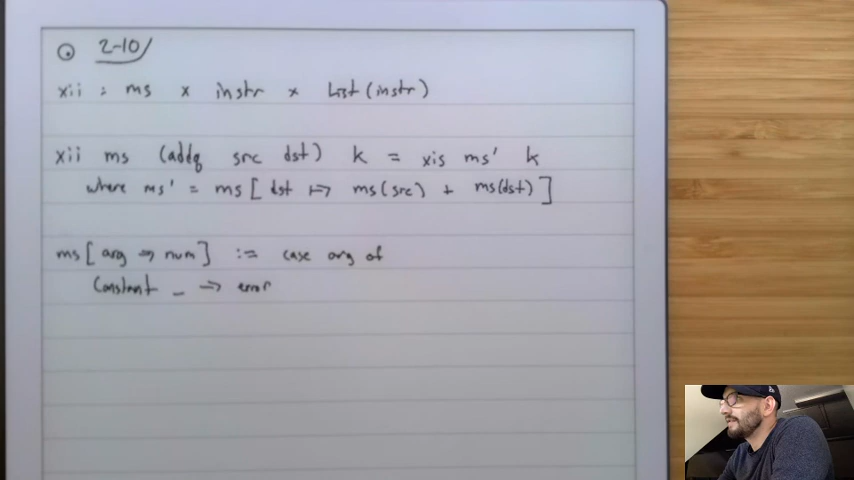 ⊙ 2-10/
xii : ms x instr x List(instr)
xii ms (addq src dst) k = xis ms' k
where ms' = ms[dst ↦ ms(src) + ms(dst)]
ms[arg → num] := case arg of
Constant _ => error